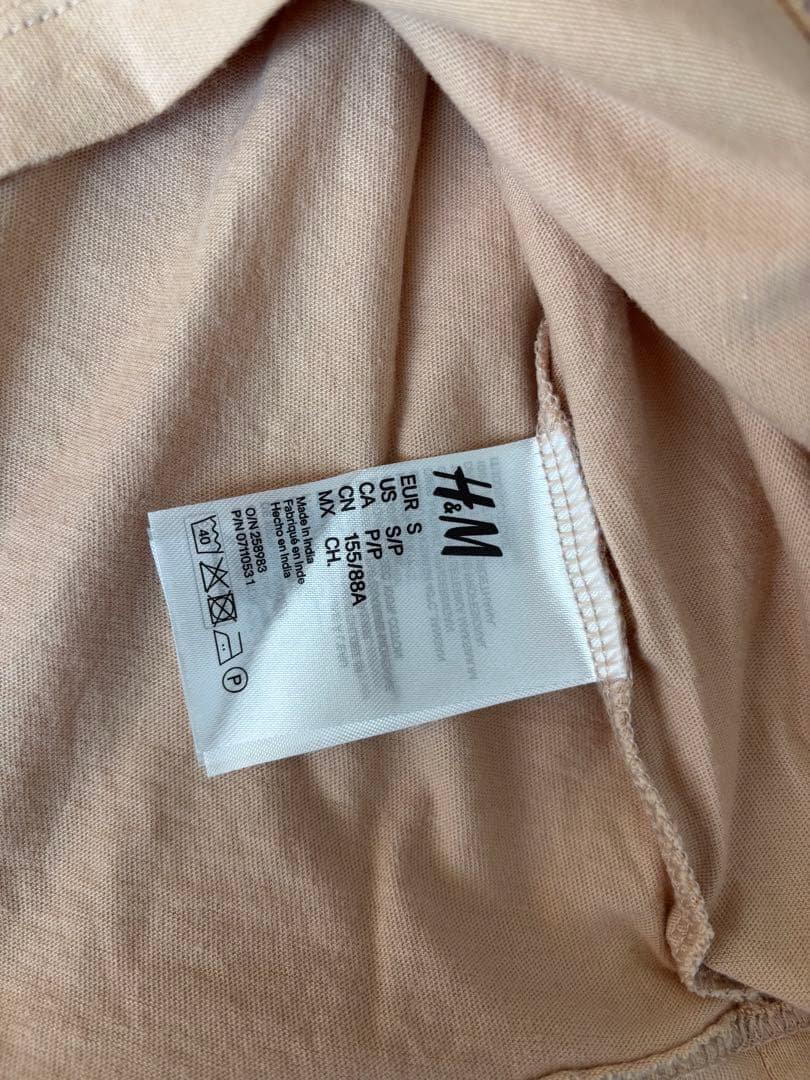 H&M
EUR S
US S/P
CA P/P
CN 155/88A
MX CH.
Made in India
Fabriqué en Inde
Hecho en India
O/N 258983
P/N 0711053 1
40
P